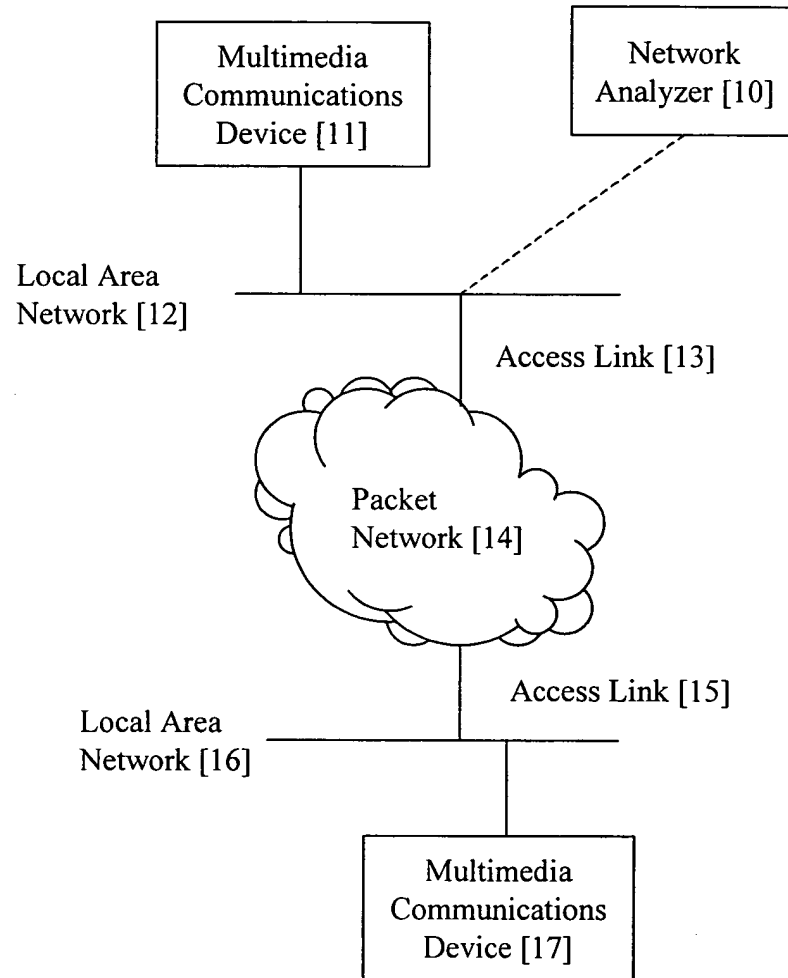 Multimedia
Communications
Device [11]
Network
Analyzer [10]
Local Area
Network [12]
Access Link [13]
Packet
Network [14]
Access Link [15]
Local Area
Network [16]
Multimedia
Communications
Device [17]